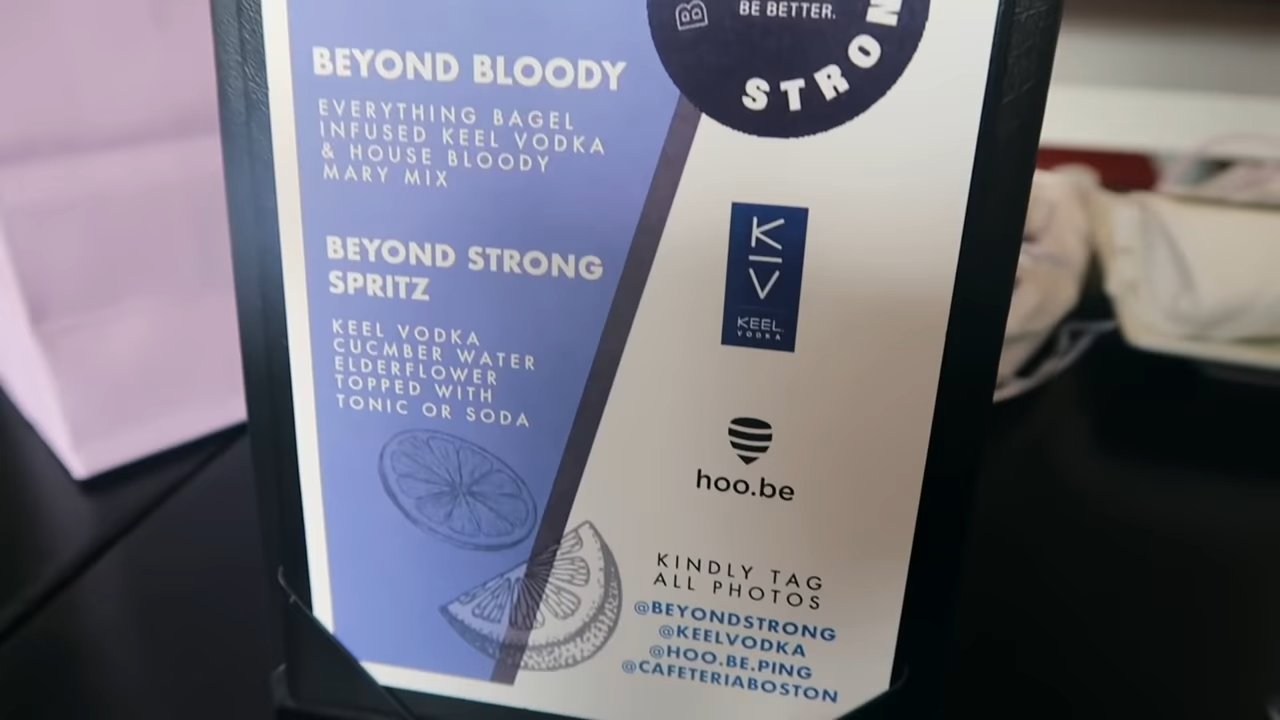 BE BETTER.
STRON
BEYOND BLOODY
EVERYTHING BAGEL
INFUSED KEEL VODKA
& HOUSE BLOODY
MARY MIX
BEYOND STRONG
SPRITZ
KEEL VODKA
CUCMBER WATER
ELDERFLOWER
TOPPED WITH
TONIC OR SODA
KV
KEEL
VODKA
hoo.be
KINDLY TAG
ALL PHOTOS
@BEYONDSTRONG
@KEELVODKA
@HOO.BE.PING
@CAFETERIABOSTON